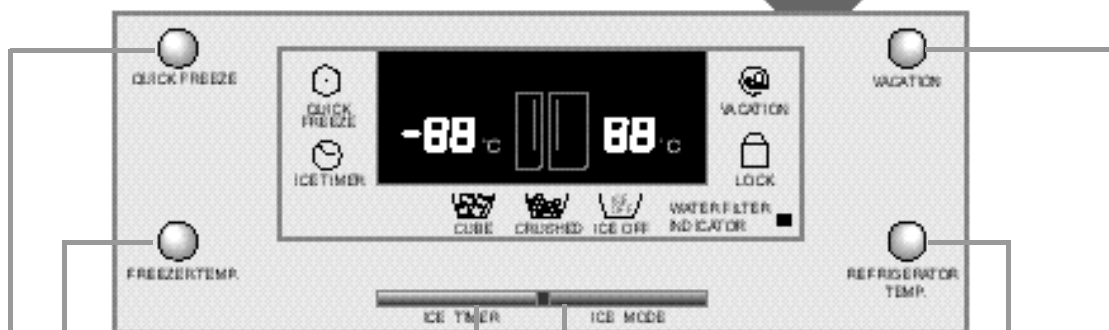 QUICK FREEZE
VACATION
QUICK
FREEZE
ICE TIMER
-88 °C
88 °C
VACATION
LOCK
CUBE
CRUSHED
ICE OFF
WATER FILTER
INDICATOR
FREEZER TEMP.
REFRIGERATOR
TEMP.
ICE TIMER
ICE MODE